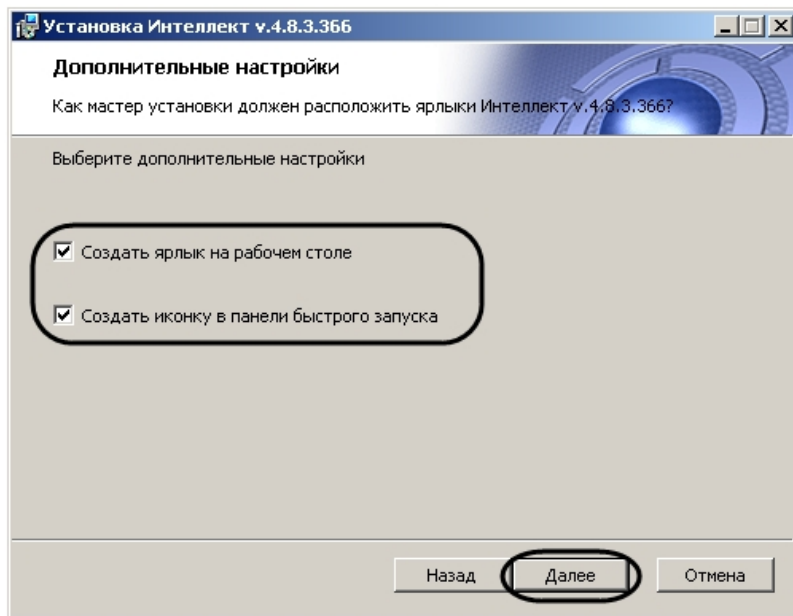 Установка Интеллект v.4.8.3.366
Дополнительные настройки
Как мастер установки должен расположить ярлыки Интеллект v.4.8.3.366?
Выберите дополнительные настройки
Создать ярлык на рабочем столе
Создать иконку в панели быстрого запуска
Назад Далее Отмена